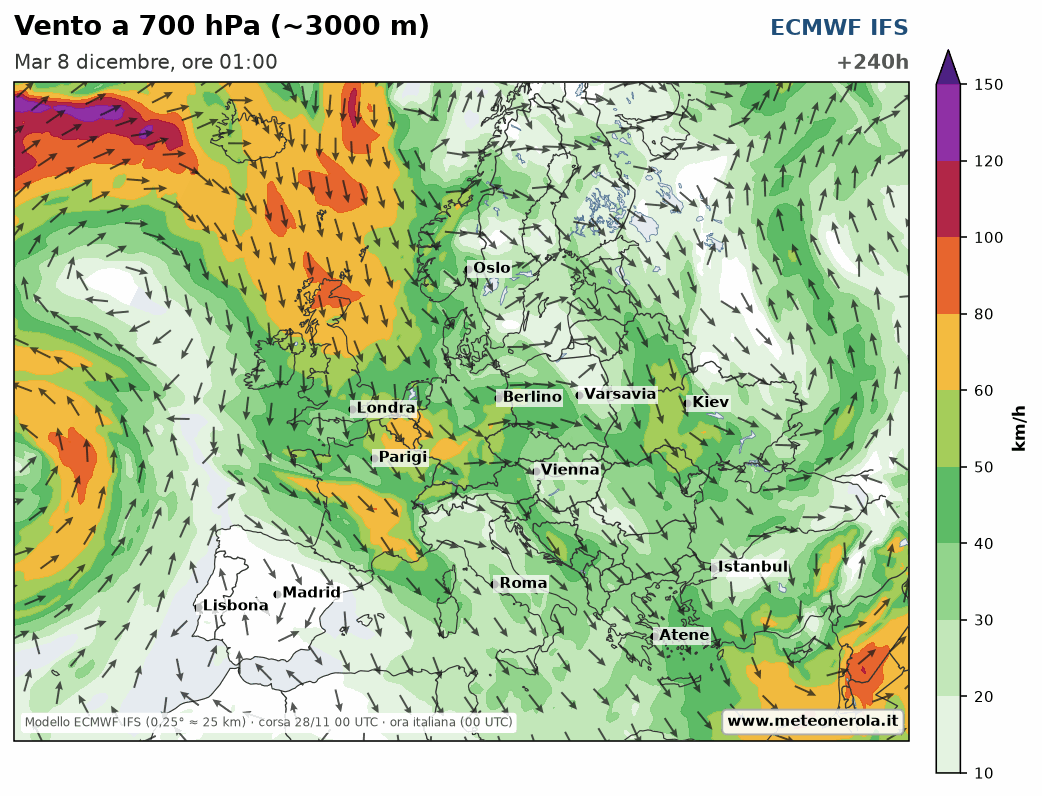 Vento a 700 hPa (~3000 m)
ECMWF IFS
Mar 8 dicembre, ore 01:00
+240h
150
120
100
80
60
50
40
30
20
10
km/h
Oslo
Londra
Berlino
Varsavia
Kiev
Parigi
Vienna
Istanbul
Roma
Madrid
Lisbona
Atene
Modello ECMWF IFS (0,25° ≈ 25 km) · corsa 28/11 00 UTC · ora italiana (00 UTC)
www.meteonerola.it